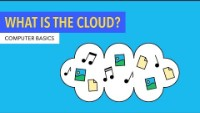 WHAT IS THE CLOUD?
COMPUTER BASICS